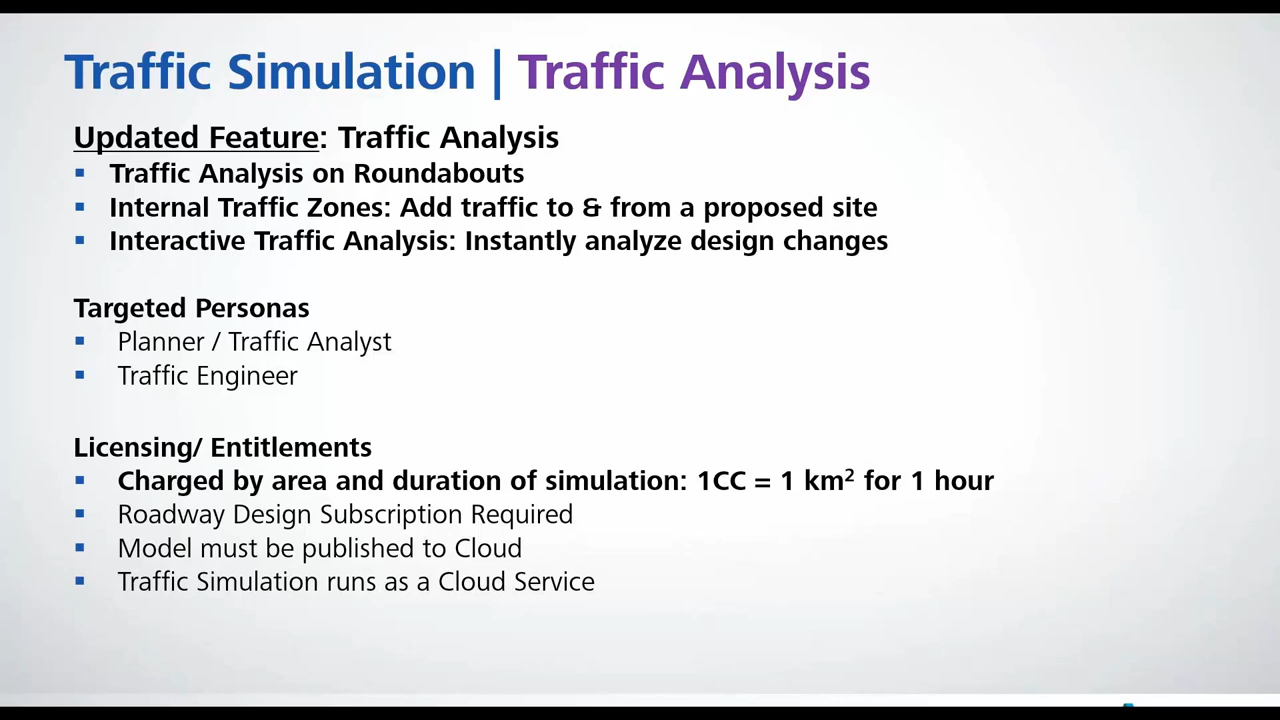 Traffic Simulation | Traffic Analysis
Updated Feature: Traffic Analysis
▪ Traffic Analysis on Roundabouts
▪ Internal Traffic Zones: Add traffic to & from a proposed site
▪ Interactive Traffic Analysis: Instantly analyze design changes
Targeted Personas
▪ Planner / Traffic Analyst
▪ Traffic Engineer
Licensing/ Entitlements
▪ Charged by area and duration of simulation: 1CC = 1 km² for 1 hour
▪ Roadway Design Subscription Required
▪ Model must be published to Cloud
▪ Traffic Simulation runs as a Cloud Service